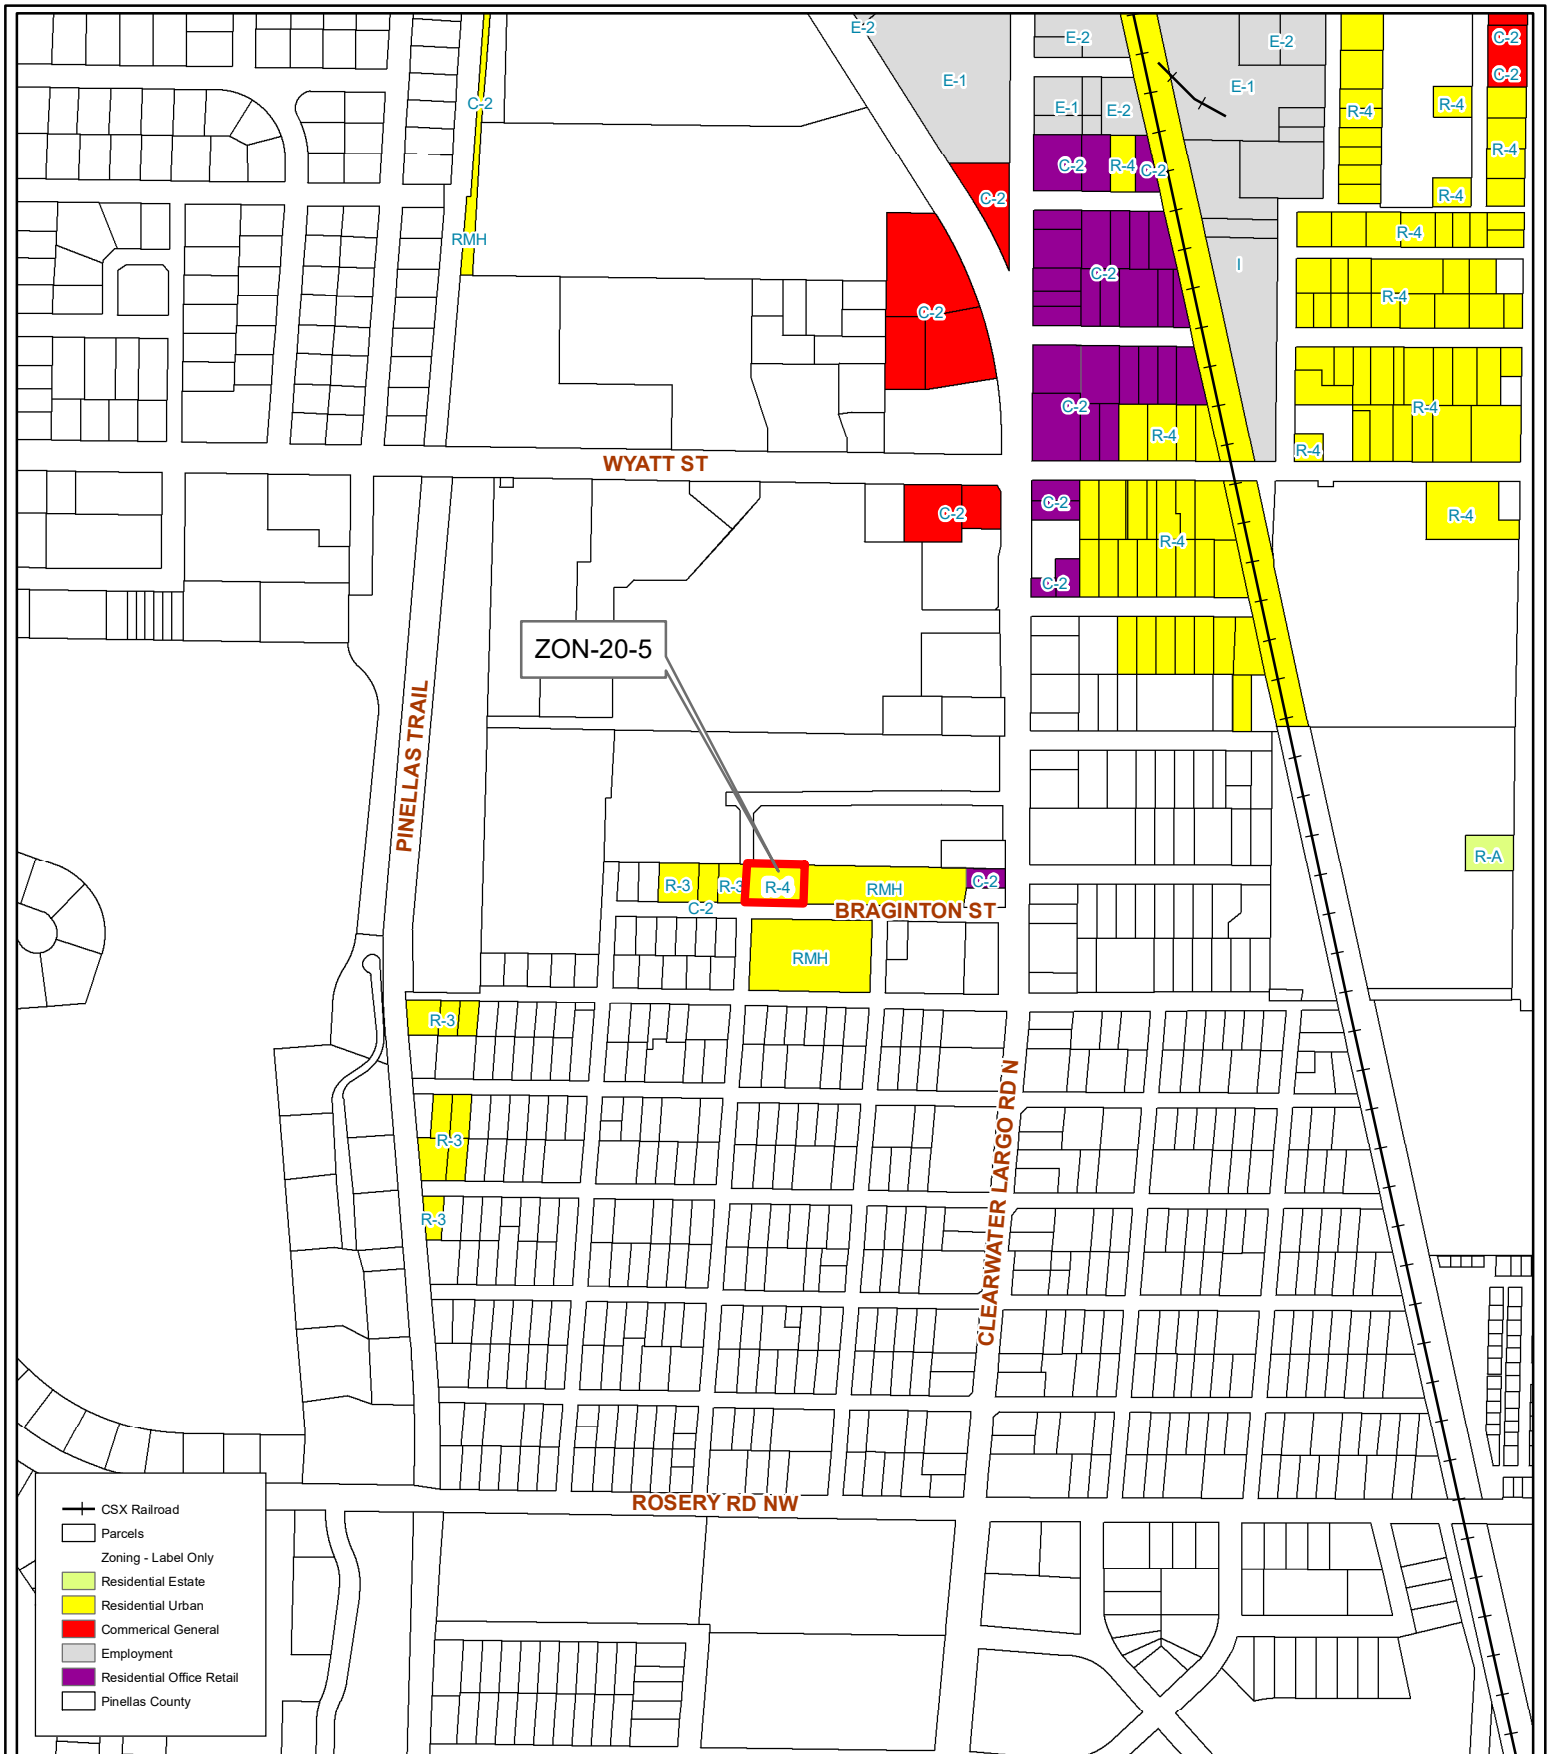 E-2
E-2
E-2
C-2
C-2
E-1
E-1
C-2
E-1
E-2
R-4
R-4
R-4
C-2
R-4
C-2
R-4
C-2
R-4
RMH
C-2
I
R-4
C-2
R-4
C-2
R-4
R-4
R-4
WYATT ST
C-2
C-2
R-4
R-4
C-2
ZON-20-5
PINELLAS TRAIL
R-A
R-3
R-3
R-4
RMH
C-2
C-2
BRAGINTON ST
RMH
R-3
R-3
R-3
CLEARWATER LARGO RD N
ROSERY RD NW
CSX Railroad
Parcels
Zoning - Label Only
Residential Estate
Residential Urban
Commerical General
Employment
Residential Office Retail
Pinellas County